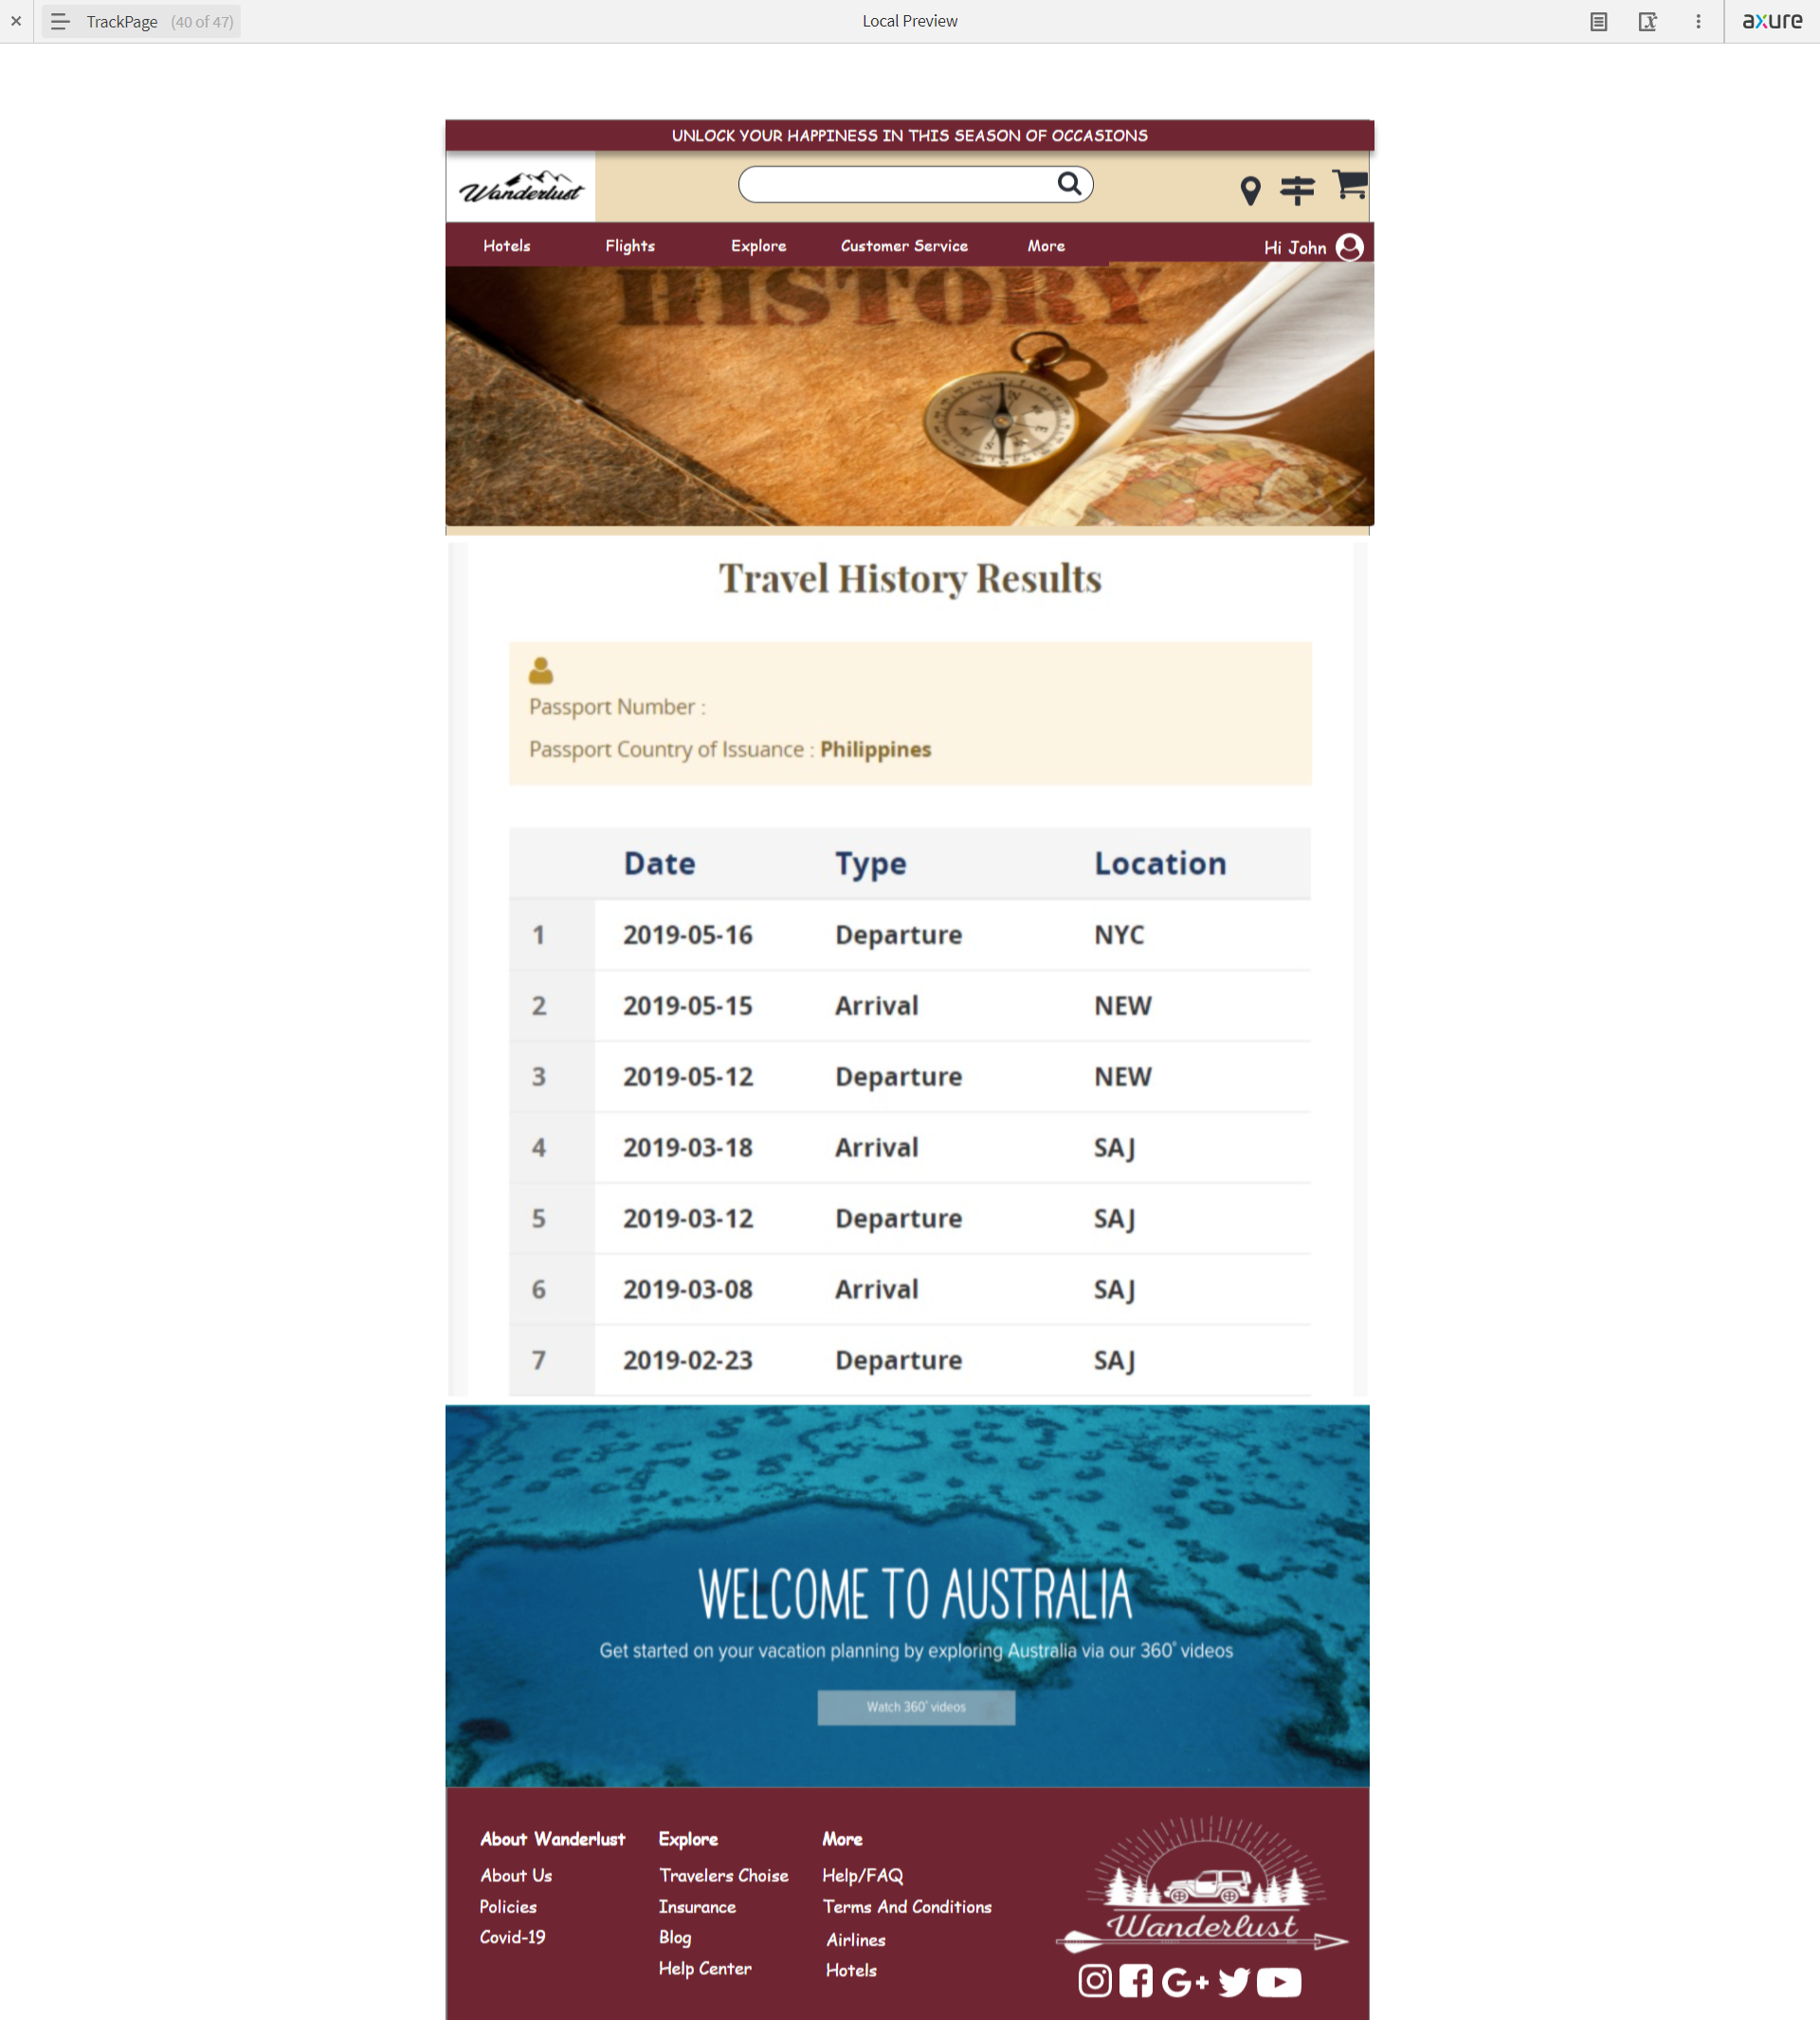 TrackPage (40 of 47)
Local Preview
axure
UNLOCK YOUR HAPPINESS IN THIS SEASON OF OCCASIONS
Wanderlust
Hotels Flights Explore Customer Service More Hi John
HISTORY
Travel History Results
Passport Number :
Passport Country of Issuance : Philippines
Date Type Location
1 2019-05-16 Departure NYC
2 2019-05-15 Arrival NEW
3 2019-05-12 Departure NEW
4 2019-03-18 Arrival SAJ
5 2019-03-12 Departure SAJ
6 2019-03-08 Arrival SAJ
7 2019-02-23 Departure SAJ
WELCOME TO AUSTRALIA
Get started on your vacation planning by exploring Australia via our 360° videos
Watch 360° videos
About Wanderlust Explore More
About Us Travelers Choise Help/FAQ
Policies Insurance Terms And Conditions
Covid-19 Blog Airlines
Help Center Hotels
Wanderlust
G+